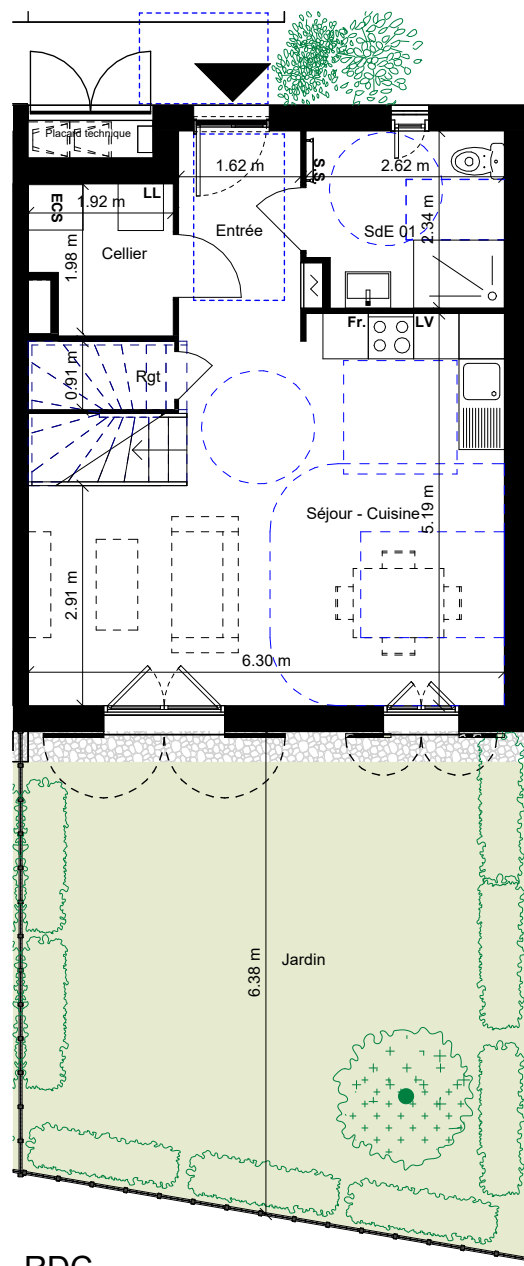 Placard technique
1.62 m
S.S
2.62 m
ECS
LL
1.92 m
Entrée
SdE 01
2.34 m
Cellier
1.98 m
Fr.
LV
0.91 m
Rgt
Séjour - Cuisine
5.19 m
2.91 m
6.30 m
Jardin
6.38 m
RDC